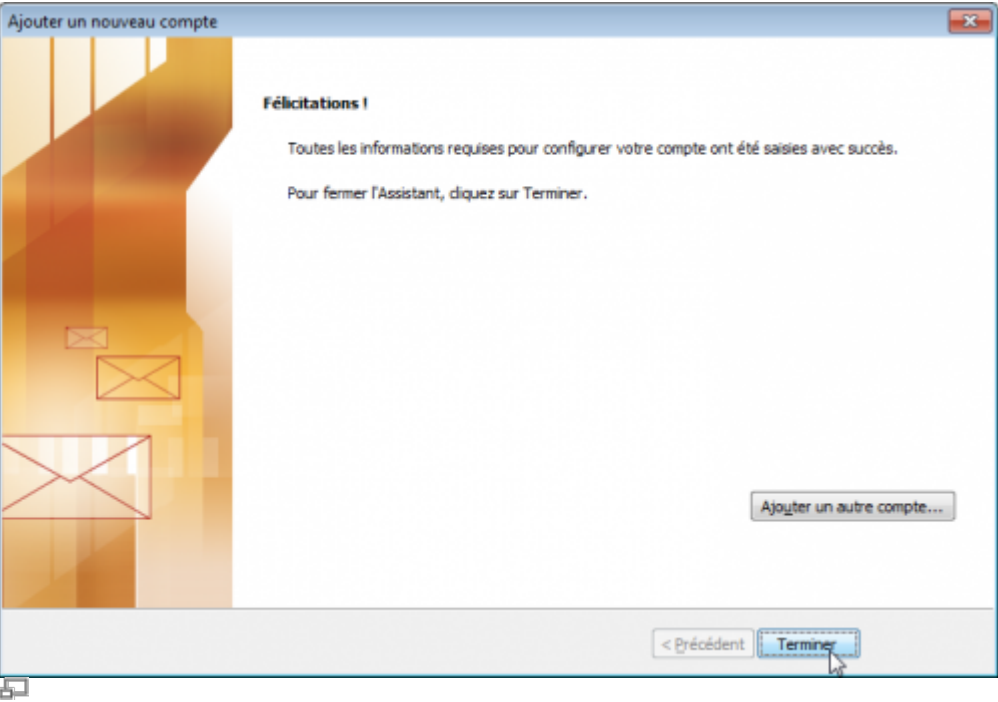 Ajouter un nouveau compte
Félicitations !
Toutes les informations requises pour configurer votre compte ont été saisies avec succès.
Pour fermer l'Assistant, cliquez sur Terminer.
Ajouter un autre compte...
< Précédent
Terminer